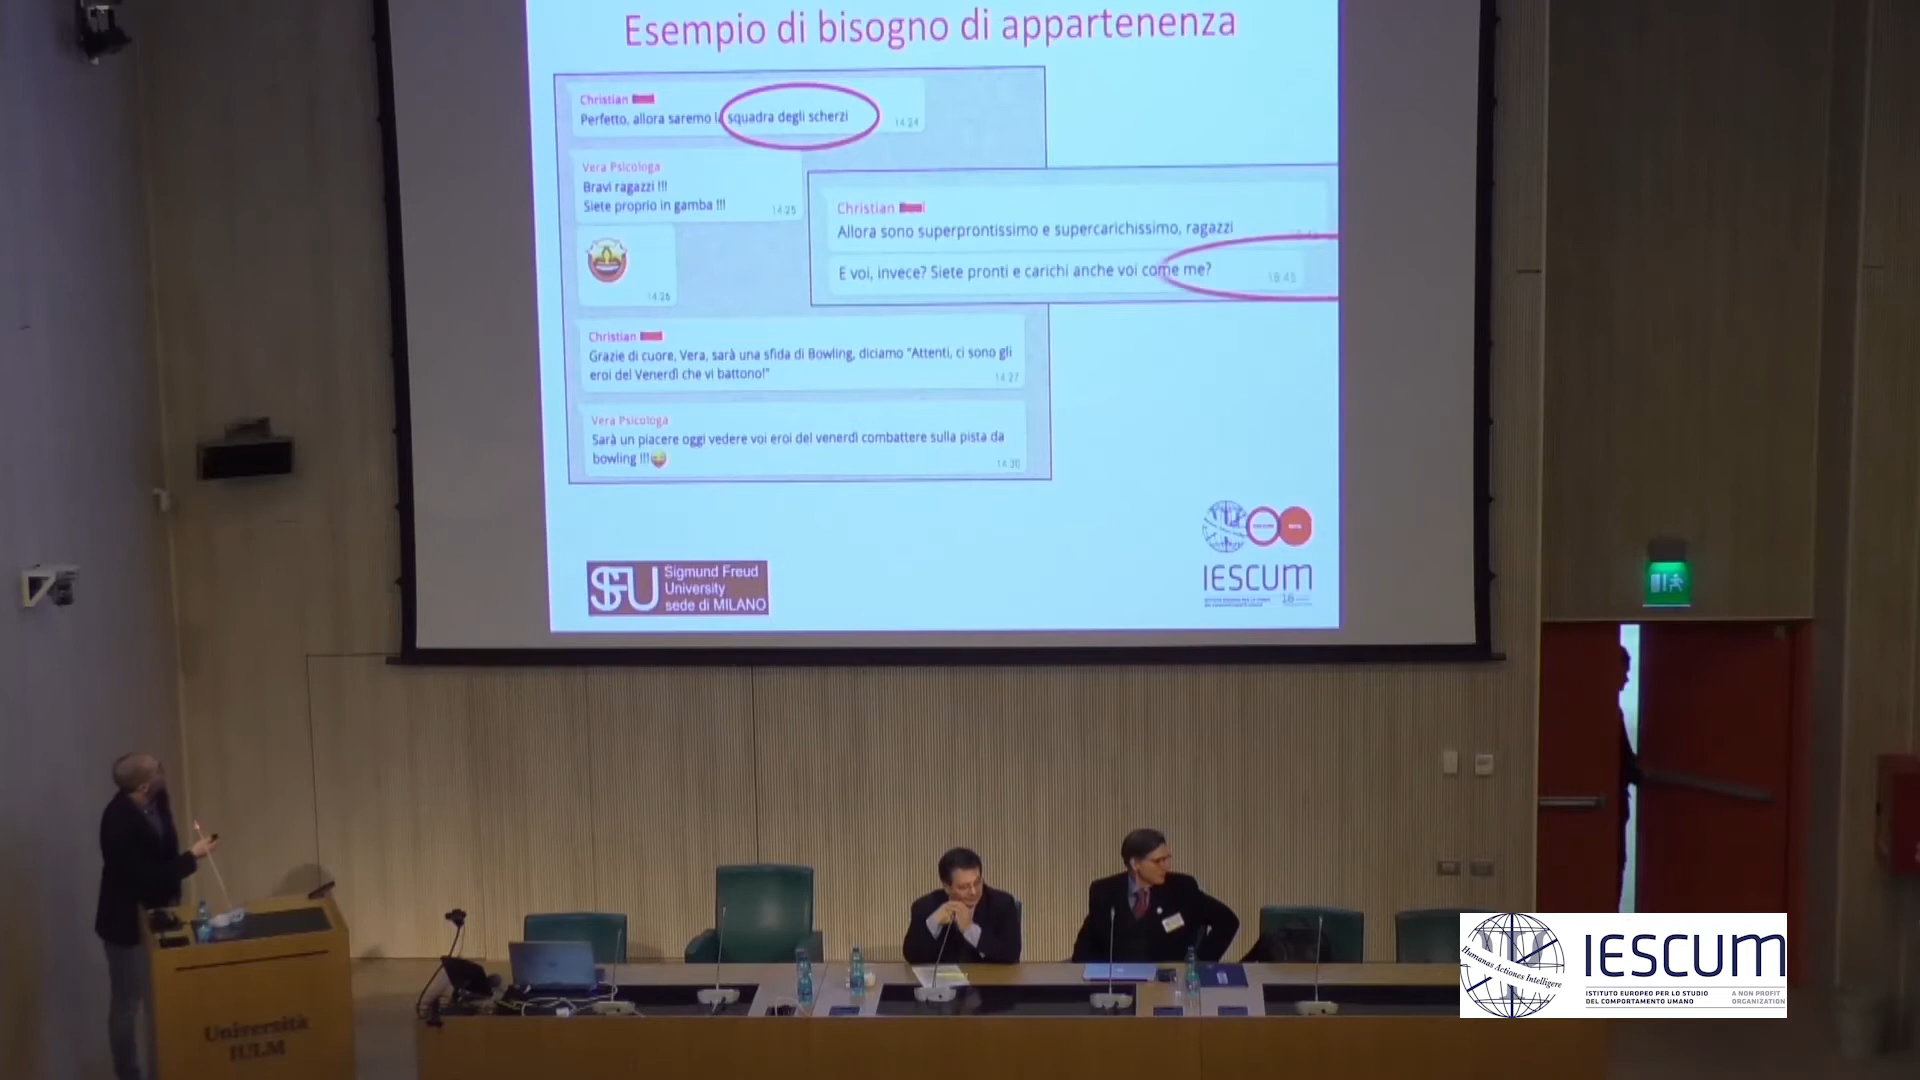 Esempio di bisogno di appartenenza
Christian
Perfetto, allora saremo la squadra degli scherzi
14:24
Vera Psicologa
Bravi ragazzi !!!
Siete proprio in gamba !!!
14:25
14:26
Christian
Allora sono superprontissimo e supercarichissimo, ragazzi
E voi, invece? Siete pronti e carichi anche voi come me?
15:45
Christian
Grazie di cuore, Vera, sarà una sfida di Bowling, diciamo "Attenti, ci sono gli
eroi del Venerdì che vi battono!"
14:27
Vera Psicologa
Sarà un piacere oggi vedere voi eroi del venerdì combattere sulla pista da
bowling !!!
14:30
SFU
Sigmund Freud
University
sede di MILANO
IESCUM
16
Università
IULM
Humanas Actiones Intelligere
IESCUM
ISTITUTO EUROPEO PER LO STUDIO
DEL COMPORTAMENTO UMANO
A NON PROFIT
ORGANIZATION